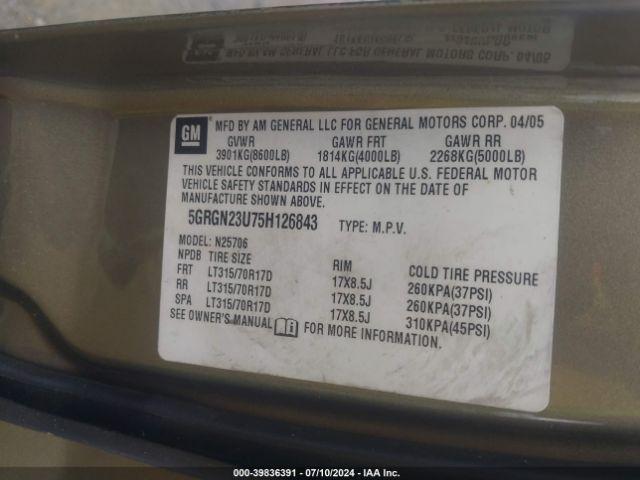 GM
MFD BY AM GENERAL LLC FOR GENERAL MOTORS CORP. 04/05
GVWR GAWR FRT GAWR RR
3901KG(8600LB) 1814KG(4000LB) 2268KG(5000LB)
THIS VEHICLE CONFORMS TO ALL APPLICABLE U.S. FEDERAL MOTOR
VEHICLE SAFETY STANDARDS IN EFFECT ON THE DATE OF
MANUFACTURE SHOWN ABOVE.
5GRGN23U75H126843 TYPE: M.P.V.
MODEL: N25706
NPDB TIRE SIZE RIM COLD TIRE PRESSURE
FRT LT315/70R17D 17X8.5J 260KPA(37PSI)
RR LT315/70R17D 17X8.5J 260KPA(37PSI)
SPA LT315/70R17D 17X8.5J 310KPA(45PSI)
SEE OWNER'S MANUAL FOR MORE INFORMATION.
000-39836391 - 07/10/2024 - IAA Inc.